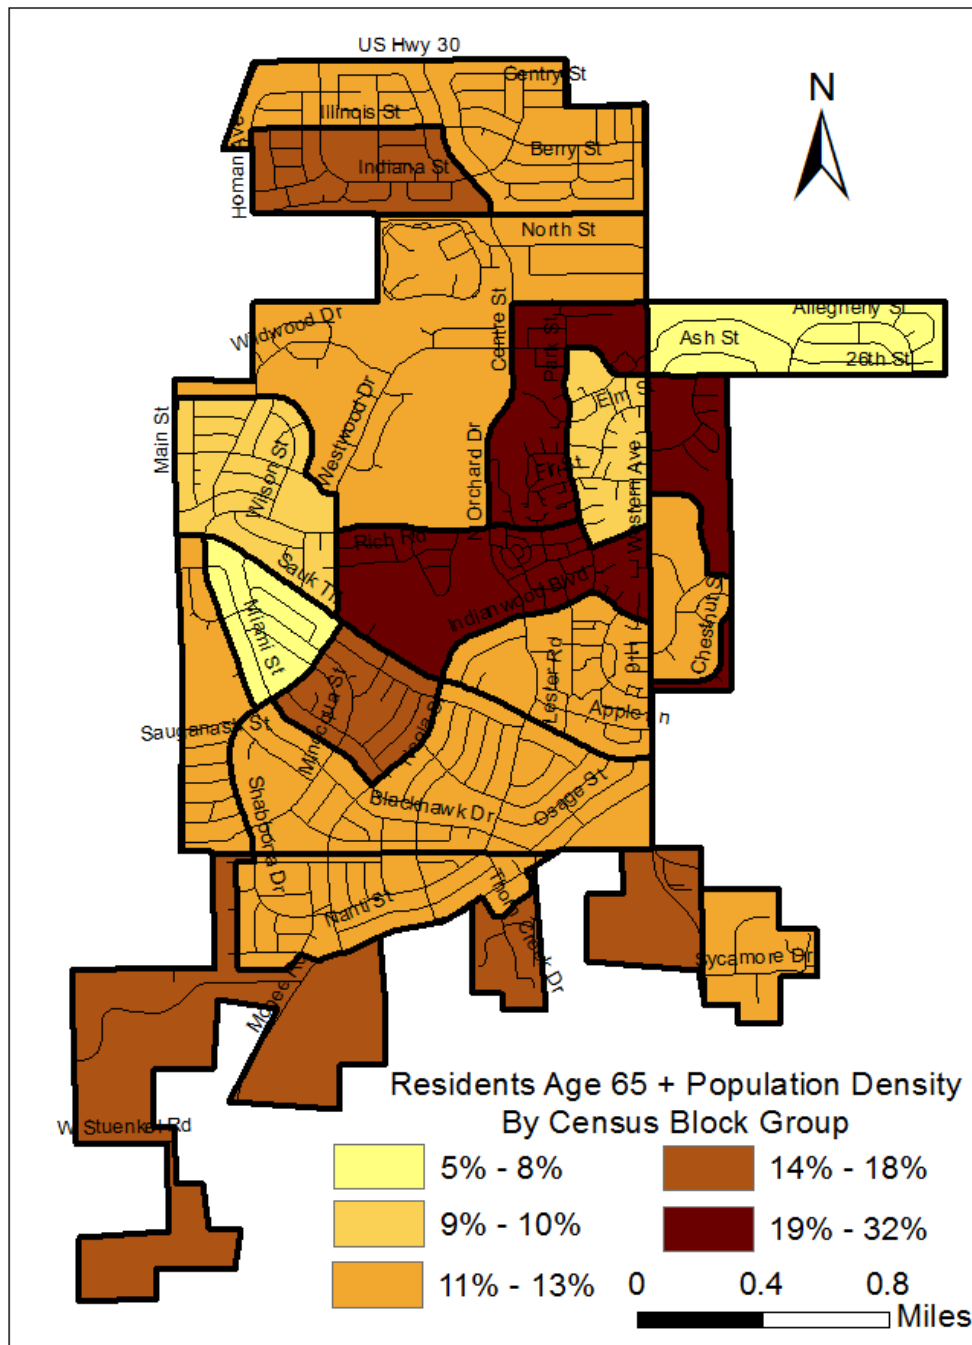 US Hwy 30
N
Gentry St
Illinois St
Homan Ave
Berry St
Indiana St
North St
Allegheny St
Wildwood Dr
Centre St
Park St
Ash St
26th St
Westwood Dr
Elm St
Main St
Wilson St
N Orchard Dr
Western Ave
Rich Rd
Sauk Trl
Indianwood Blvd
Chestnut St
Miami St
Lester Rd
Apple Ln
Minocqua St
Sauganash St
Shabbona Dr
Blackhawk Dr
Osage St
Nanti St
Thorn Creek Dr
Sycamore Dr
Mcgee Rd
W Stuenkel Rd
Residents Age 65 + Population Density
By Census Block Group
5% - 8%
14% - 18%
9% - 10%
19% - 32%
11% - 13%
0 0.4 0.8
Miles